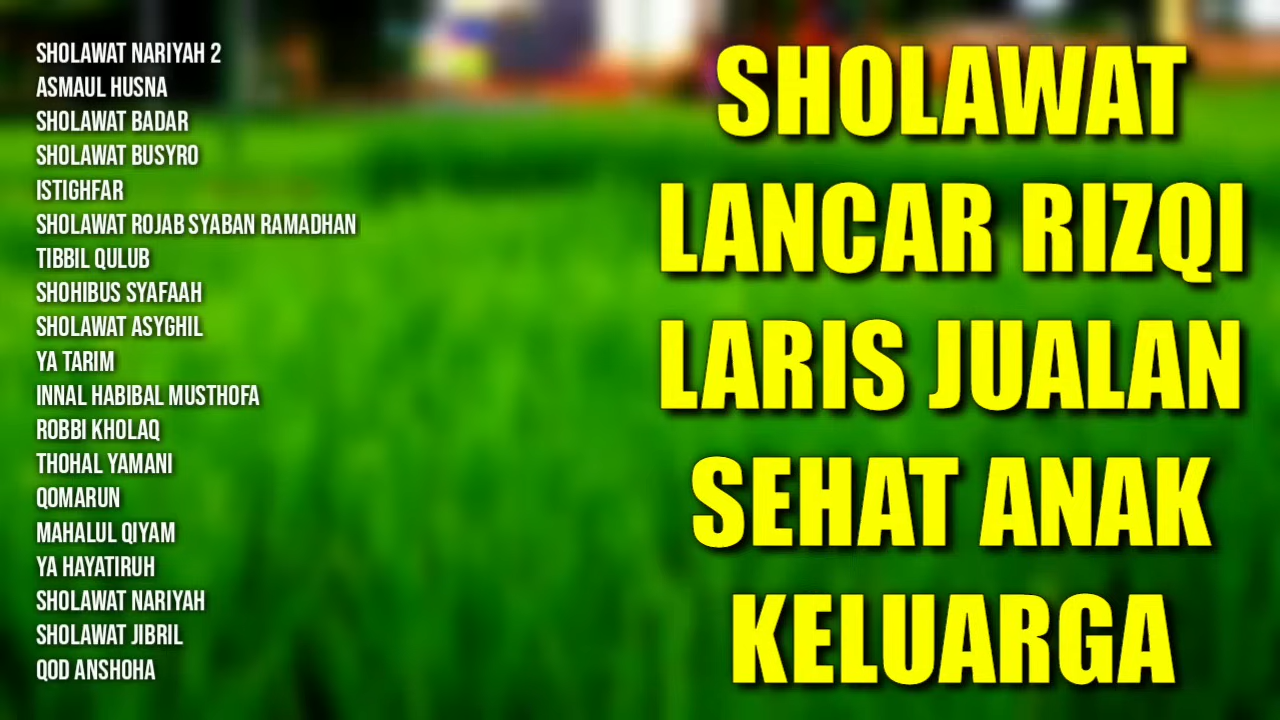 SHOLAWAT NARIYAH 2
ASMAUL HUSNA
SHOLAWAT BADAR
SHOLAWAT BUSYRO
ISTIGHFAR
SHOLAWAT ROJAB SYABAN RAMADHAN
TIBBIL QULUB
SHOHIBUS SYAFAAH
SHOLAWAT ASYGHIL
YA TARIM
INNAL HABIBAL MUSTHOFA
ROBBI KHOLAQ
THOHAL YAMANI
QOMARUN
MAHALUL QIYAM
YA HAYATIRUH
SHOLAWAT NARIYAH
SHOLAWAT JIBRIL
QOD ANSHOHA
SHOLAWAT
LANCAR RIZQI
LARIS JUALAN
SEHAT ANAK
KELUARGA